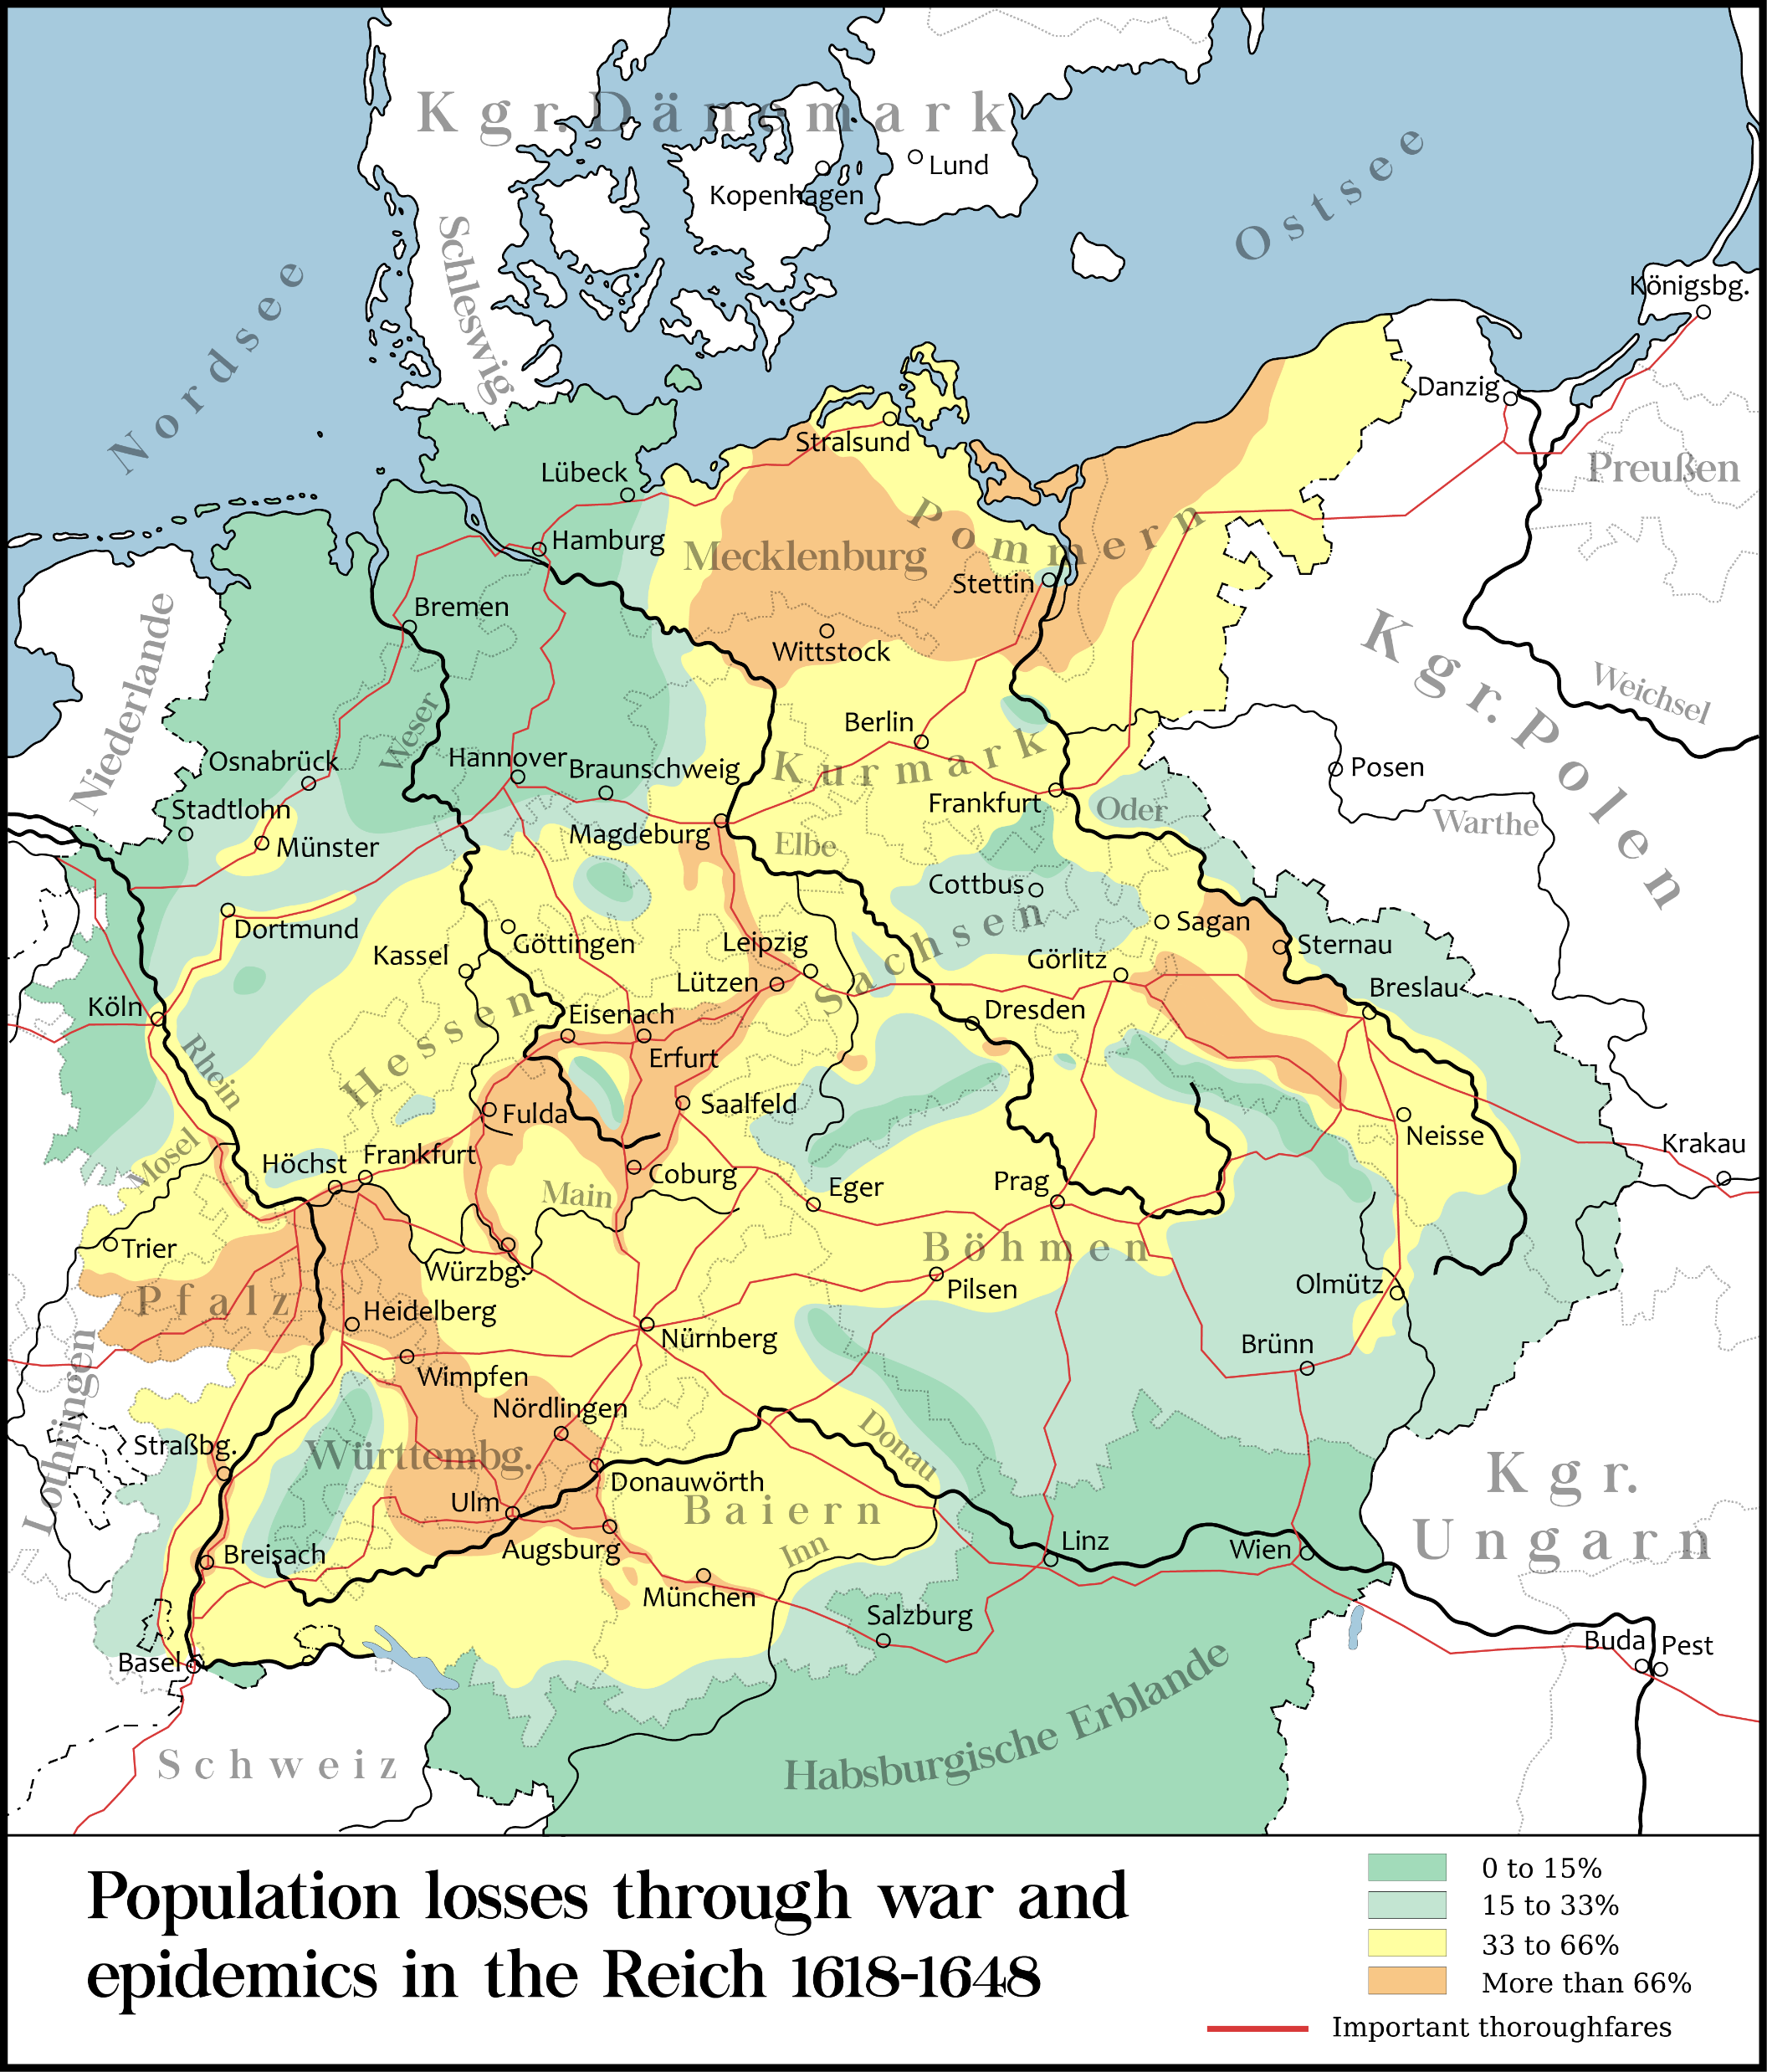 Kgr. Dänemark
Lund
Kopenhagen
Ostsee
Nordsee
Schleswig
Königsbg.
Danzig
Preußen
Stralsund
Lübeck
Pommern
Hamburg
Mecklenburg
Stettin
Bremen
Niederlande
Wittstock
Kgr. Polen
Weichsel
Weser
Berlin
Osnabrück
Hannover
Braunschweig
Kurmark
Posen
Stadtlohn
Frankfurt
Oder
Warthe
Münster
Magdeburg
Elbe
Cottbus
Dortmund
Göttingen
Sagan
Sternau
Kassel
Leipzig
Sachsen
Görlitz
Lützen
Breslau
Köln
Hessen
Eisenach
Dresden
Rhein
Erfurt
Fulda
Saalfeld
Neisse
Krakau
Mosel
Höchst
Frankfurt
Coburg
Main
Eger
Prag
Trier
Böhmen
Würzbg.
Pilsen
Olmütz
Pfalz
Heidelberg
Nürnberg
Brünn
Lothringen
Wimpfen
Nördlingen
Straßbg.
Württembg.
Donau
Donauwörth
Kgr.
Ungarn
Ulm
Baiern
Augsburg
Inn
Linz
Wien
Breisach
München
Salzburg
Buda
Pest
Basel
Schweiz
Habsburgische Erblande
Population losses through war and
epidemics in the Reich 1618-1648
0 to 15%
15 to 33%
33 to 66%
More than 66%
Important thoroughfares